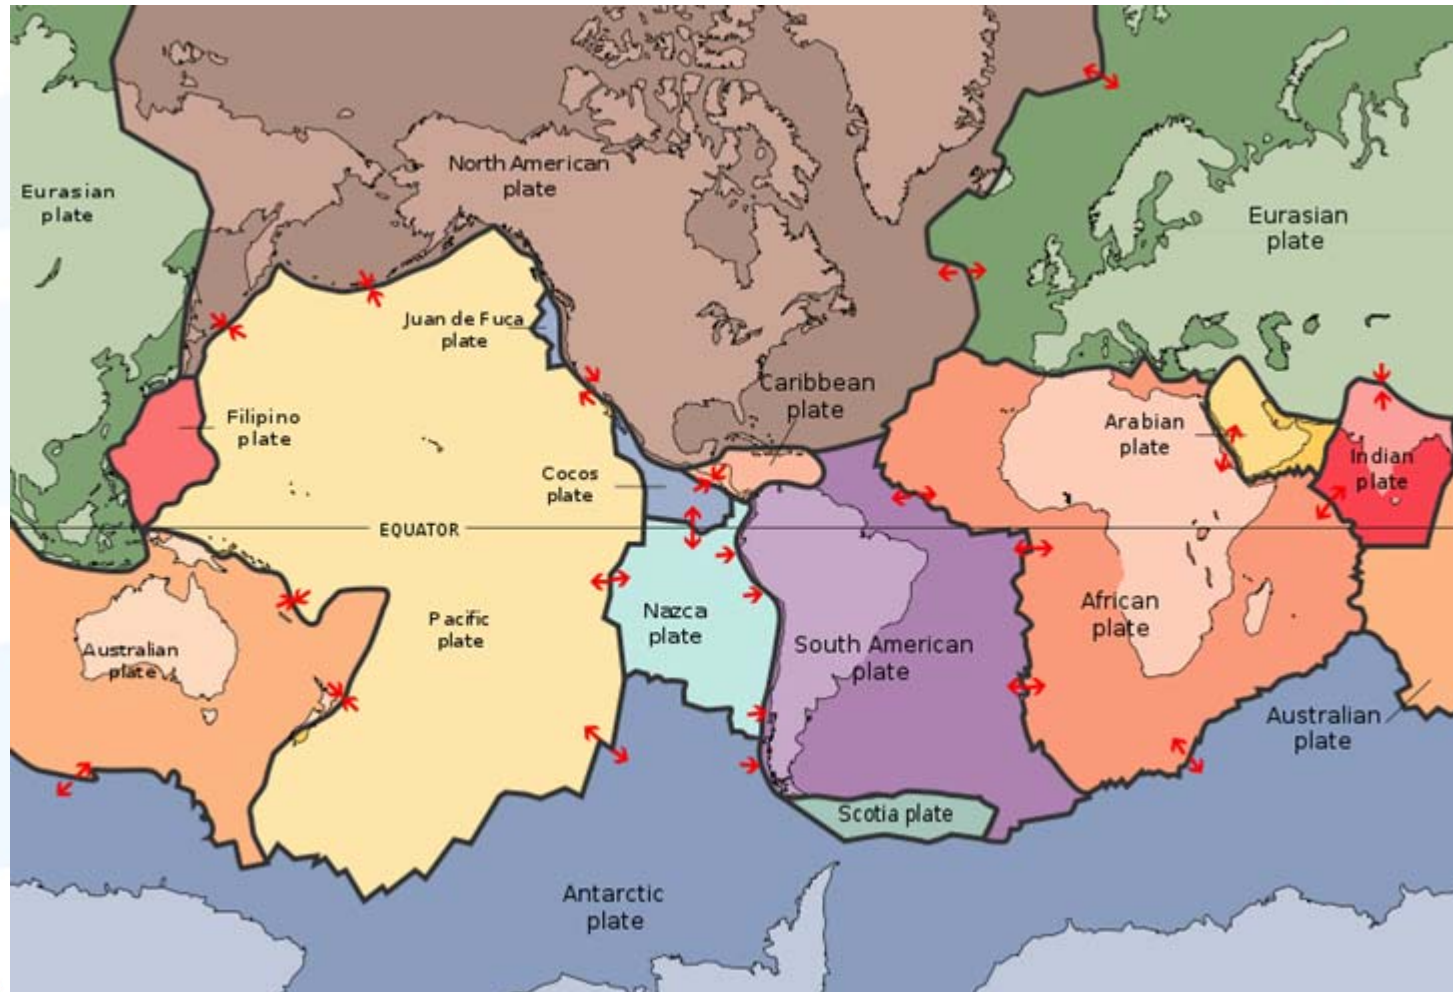 North American
plate
Eurasian
plate
Eurasian
plate
Juan de Fuca
plate
Caribbean
plate
Filipino
plate
Arabian
plate
Indian
plate
Cocos
plate
EQUATOR
African
plate
Nazca
plate
Pacific
plate
South American
plate
Australian
plate
Australian
plate
Scotia plate
Antarctic
plate